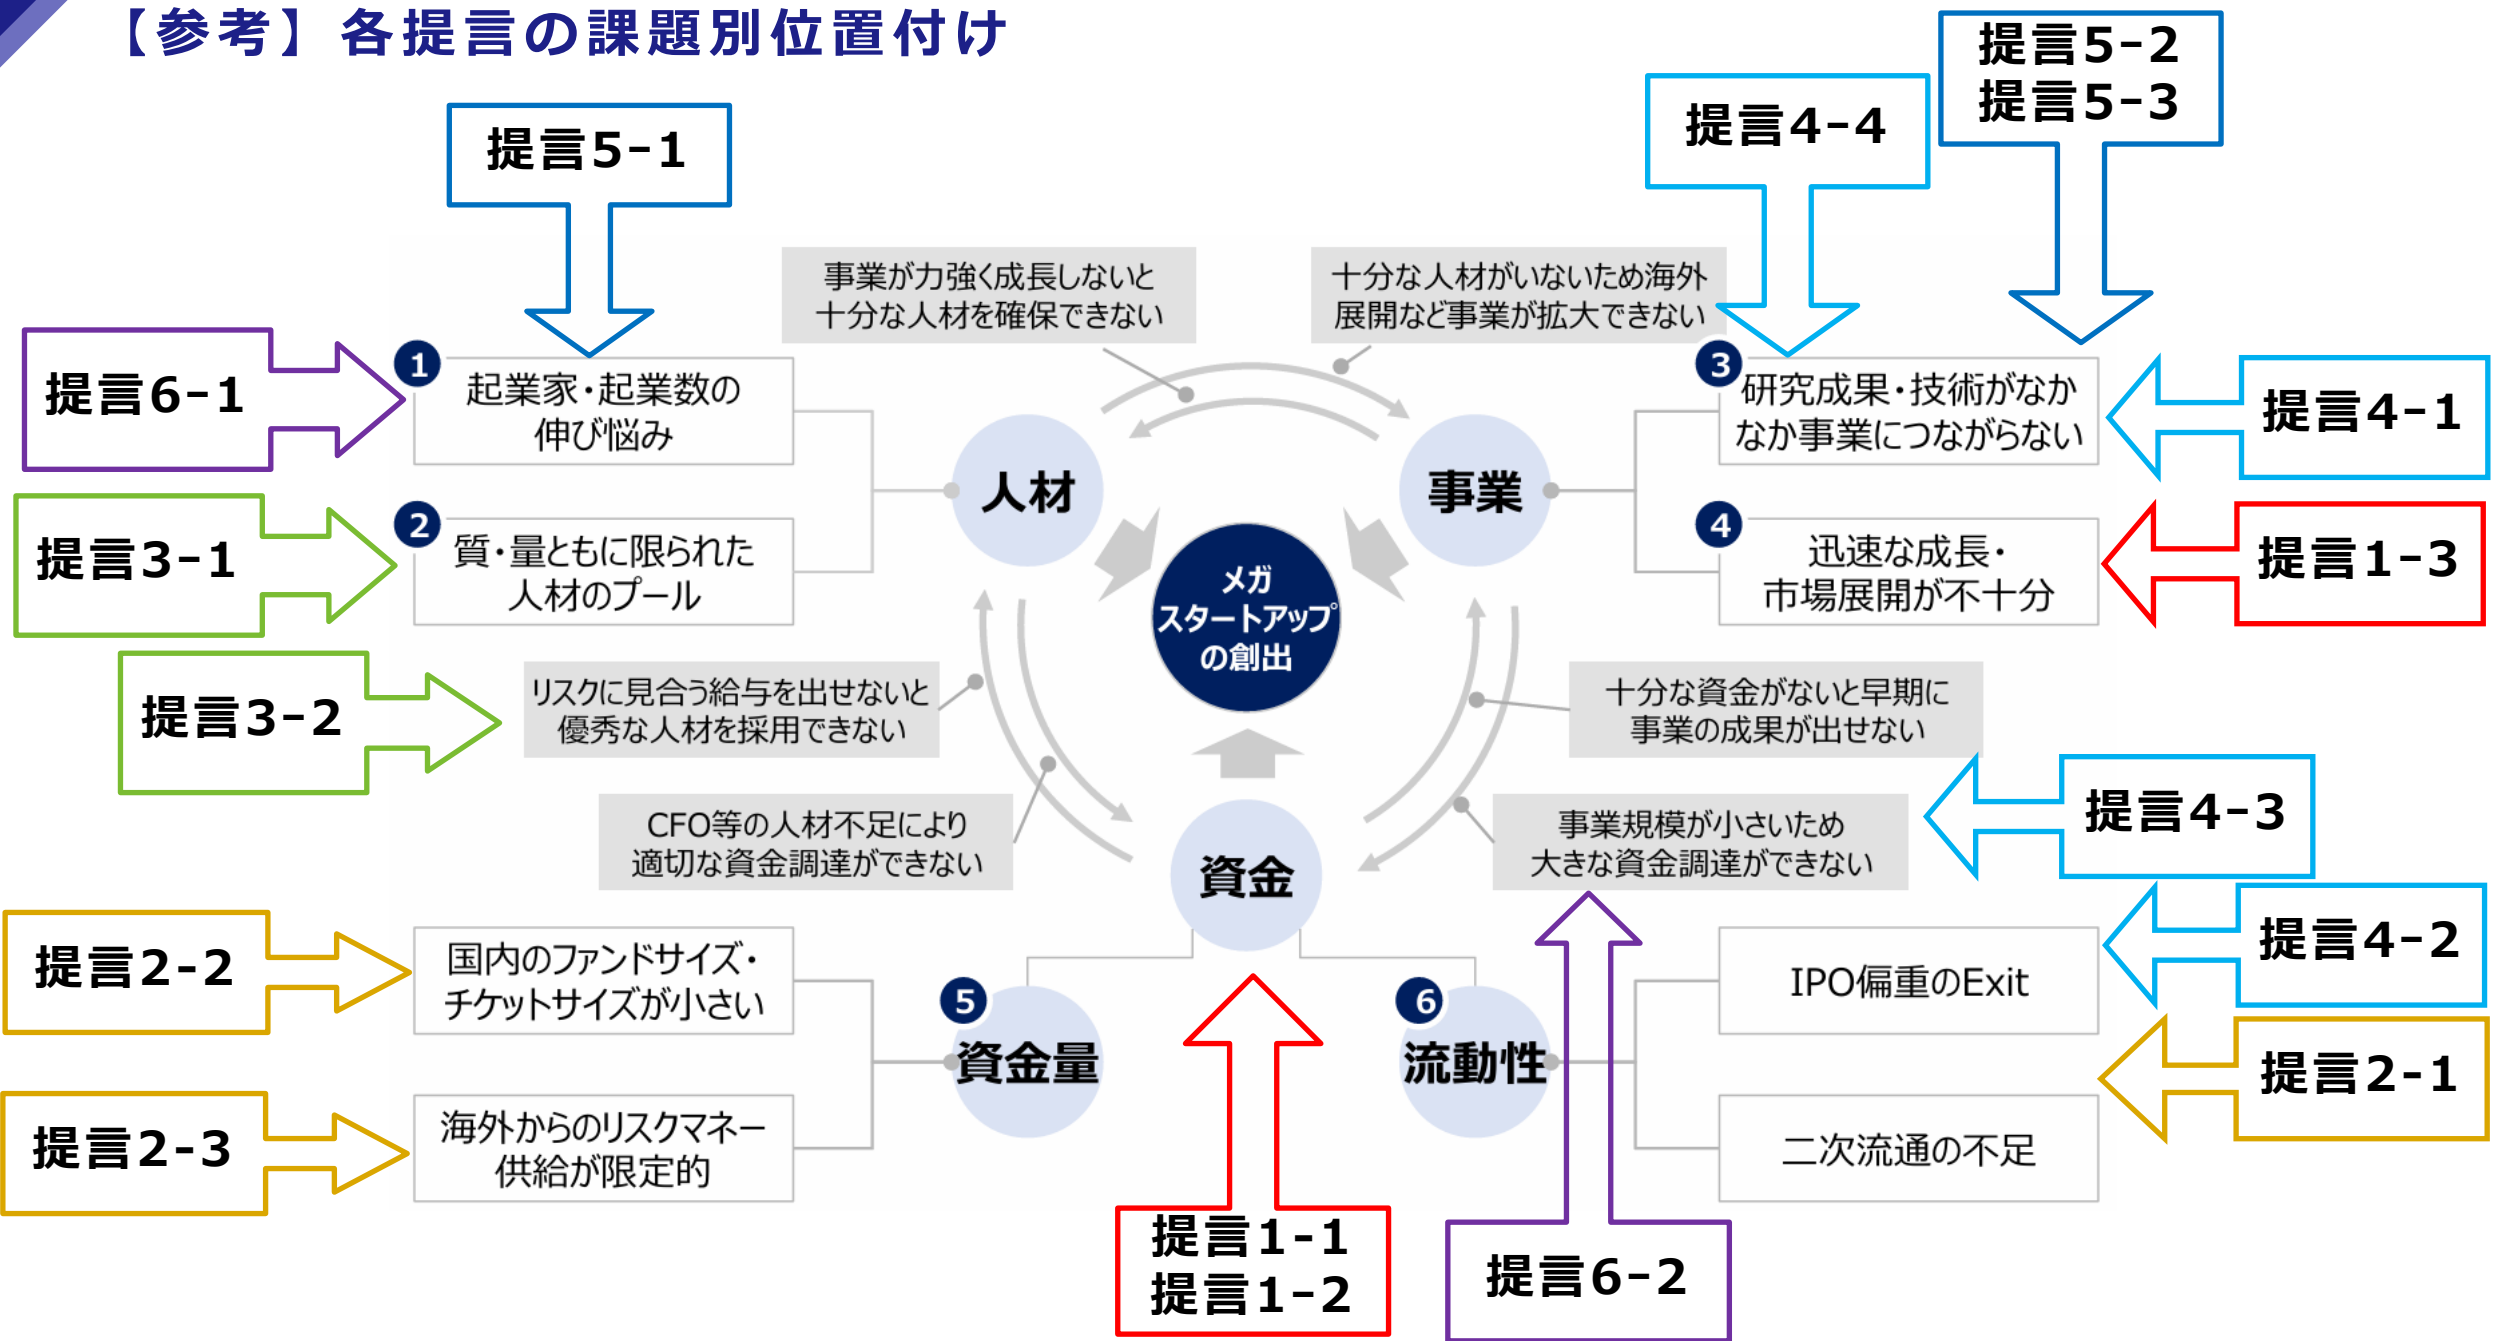 【参考】各提言の課題別位置付け
提言5−2
提言5−3
提言4−4
提言5−1
事業が力強く成長しないと
十分な人材を確保できない
十分な人材がいないため海外
展開など事業が拡大できない
提言6−1
1
起業家・起業数の
伸び悩み
3
研究成果・技術がなか
なか事業につながらない
提言4−1
人材
事業
提言3−1
2
質・量ともに限られた
人材のプール
4
迅速な成長・
市場展開が不十分
提言1−3
メガ
スタートアップ
の創出
提言3−2
リスクに見合う給与を出せないと
優秀な人材を採用できない
十分な資金がないと早期に
事業の成果が出せない
CFO等の人材不足により
適切な資金調達ができない
事業規模が小さいため
大きな資金調達ができない
提言4−3
資金
提言2-2
国内のファンドサイズ・
チケットサイズが小さい
5
資金量
6
流動性
IPO偏重のExit
提言4−2
提言2-1
提言2-3
海外からのリスクマネー
供給が限定的
二次流通の不足
提言1-1
提言1−2
提言6−2